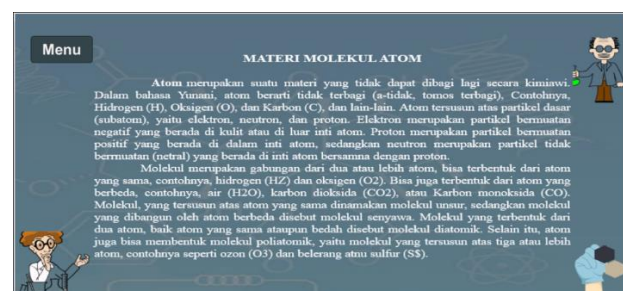 Menu
MATERI MOLEKUL ATOM
Atom merupakan suatu materi yang tidak dapat dibagi lagi secara kimiawi.
Dalam bahasa Yunani, atom berarti tidak terbagi (a-tidak, tomos terbagi), Contohnya,
Hidrogen (H), Oksigen (O), dan Karbon (C), dan lain-lain. Atom tersusun atas partikel dasar
(subatom), yaitu elektron, neutron, dan proton. Elektron merupakan partikel bermuatan
negatif yang berada di kulit atau di luar inti atom. Proton merupakan partikel bermuatan
positif yang berada di dalam inti atom, sedangkan neutron merupakan partikel tidak
bermuatan (netral) yang berada di inti atom bersamna dengan proton.
Molekul merupakan gabungan dari dua atau lebih atom, bisa terbentuk dari atom
yang sama, contohnya, hidrogen (HZ) dan oksigen (O2). Bisa juga terbentuk dari atom yang
berbeda, contohnya, air (H2O), karbon dioksida (CO2), atau Karbon monoksida (CO).
Molekul, yang tersusun atas atom yang sama dinamakan molekul unsur, sedangkan molekul
yang dibangun oleh atom berbeda disebut molekul senyawa. Molekul yang terbentuk dari
dua atom, baik atom yang sama ataupun bedah disebut molekul diatomik. Selain itu, atom
juga bisa membentuk molekul poliatomik, yaitu molekul yang tersusun atas tiga atau lebih
atom, contohnya seperti ozon (O3) dan belerang atnu sulfur (S$).